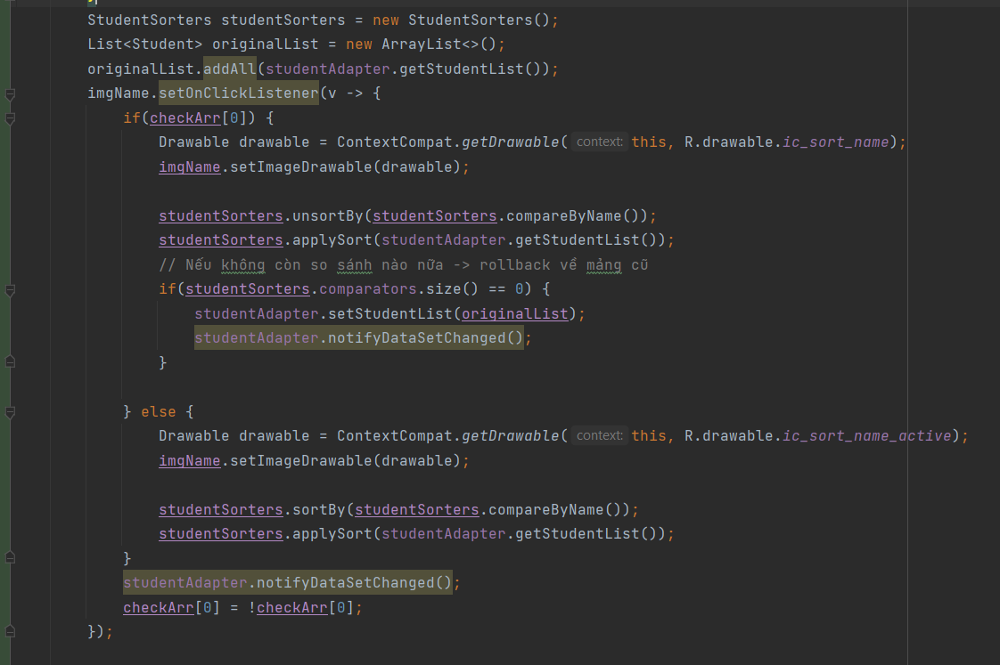 StudentSorters studentSorters = new StudentSorters();
List<Student> originalList = new ArrayList<>();
originalList.addAll(studentAdapter.getStudentList());
imgName.setOnClickListener(v -> {
if(checkArr[0]) {
Drawable drawable = ContextCompat.getDrawable( context: this, R.drawable.ic_sort_name);
imgName.setImageDrawable(drawable);
studentSorters.unsortBy(studentSorters.compareByName());
studentSorters.applySort(studentAdapter.getStudentList());
// Nếu không còn so sánh nào nữa -> rollback về mảng cũ
if(studentSorters.comparators.size() == 0) {
studentAdapter.setStudentList(originalList);
studentAdapter.notifyDataSetChanged();
}
} else {
Drawable drawable = ContextCompat.getDrawable( context: this, R.drawable.ic_sort_name_active);
imgName.setImageDrawable(drawable);
studentSorters.sortBy(studentSorters.compareByName());
studentSorters.applySort(studentAdapter.getStudentList());
}
studentAdapter.notifyDataSetChanged();
checkArr[0] = !checkArr[0];
});